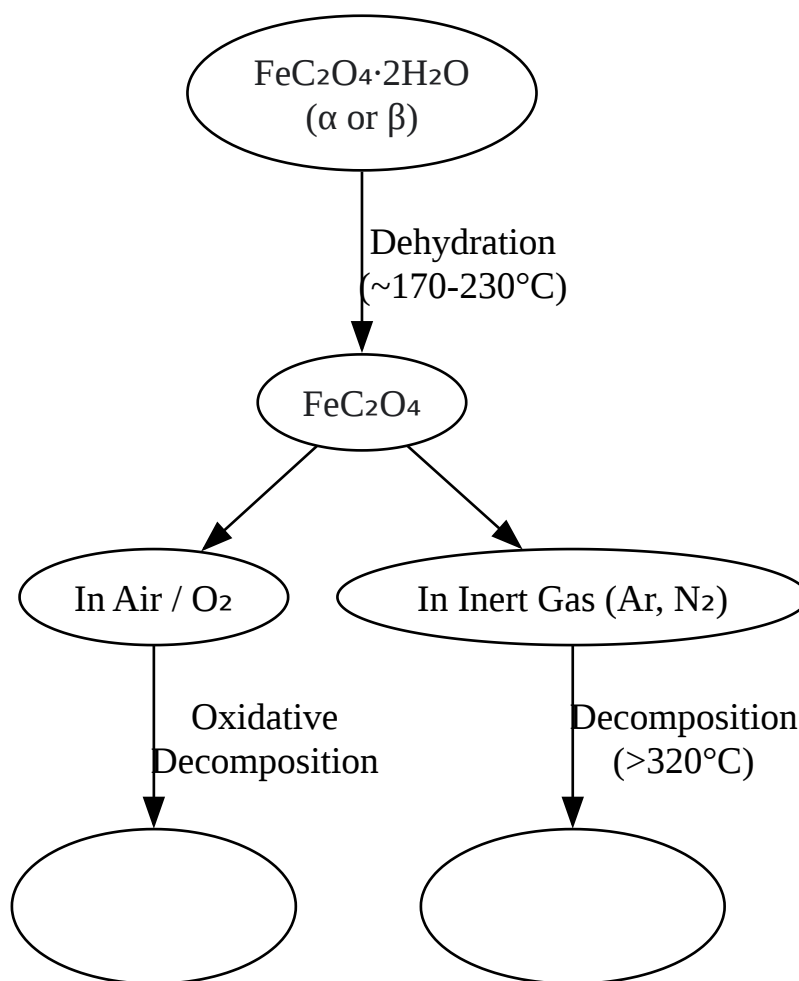 FeC₂O₄·2H₂O
(α or β)
Dehydration
(~170-230°C)
FeC₂O₄
In Air / O₂
In Inert Gas (Ar, N₂)
Oxidative
Decomposition
Decomposition
(>320°C)